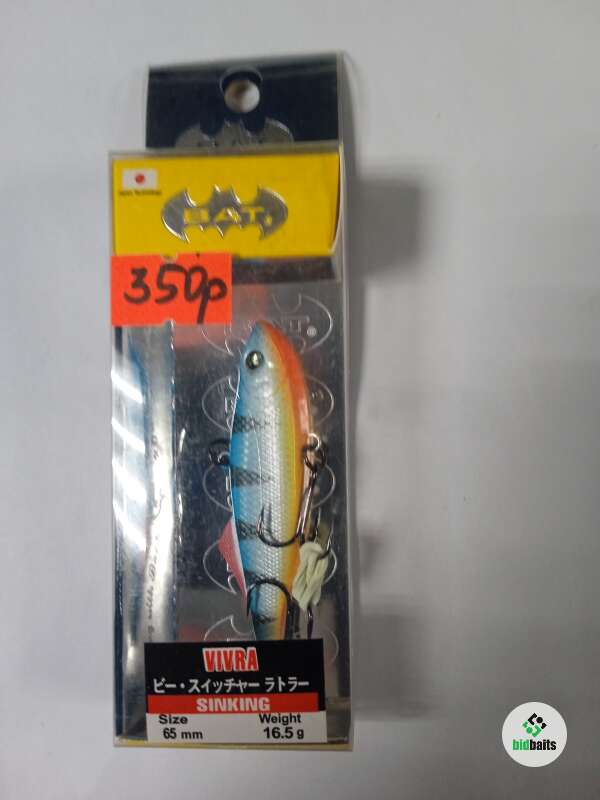 BAT.
350р
VIVRA
ビー・スイッチャー ラトラー
SINKING
Size Weight
65 mm 16.5 g
bidbaits